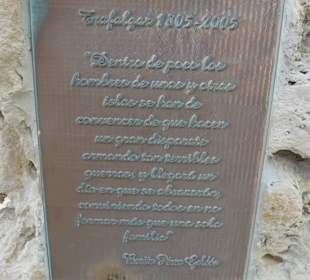 Trafalgar 1805-2005
"Dentro de poco los
hombres de unas y otras
islas se han de
convencer de que hacen
un gran disparate
armando tan terribles
guerras, y llegará un
día en que se abrazarán,
conviniendo todos en no
formar más que una sola
familia"
Benito Pérez Galdós